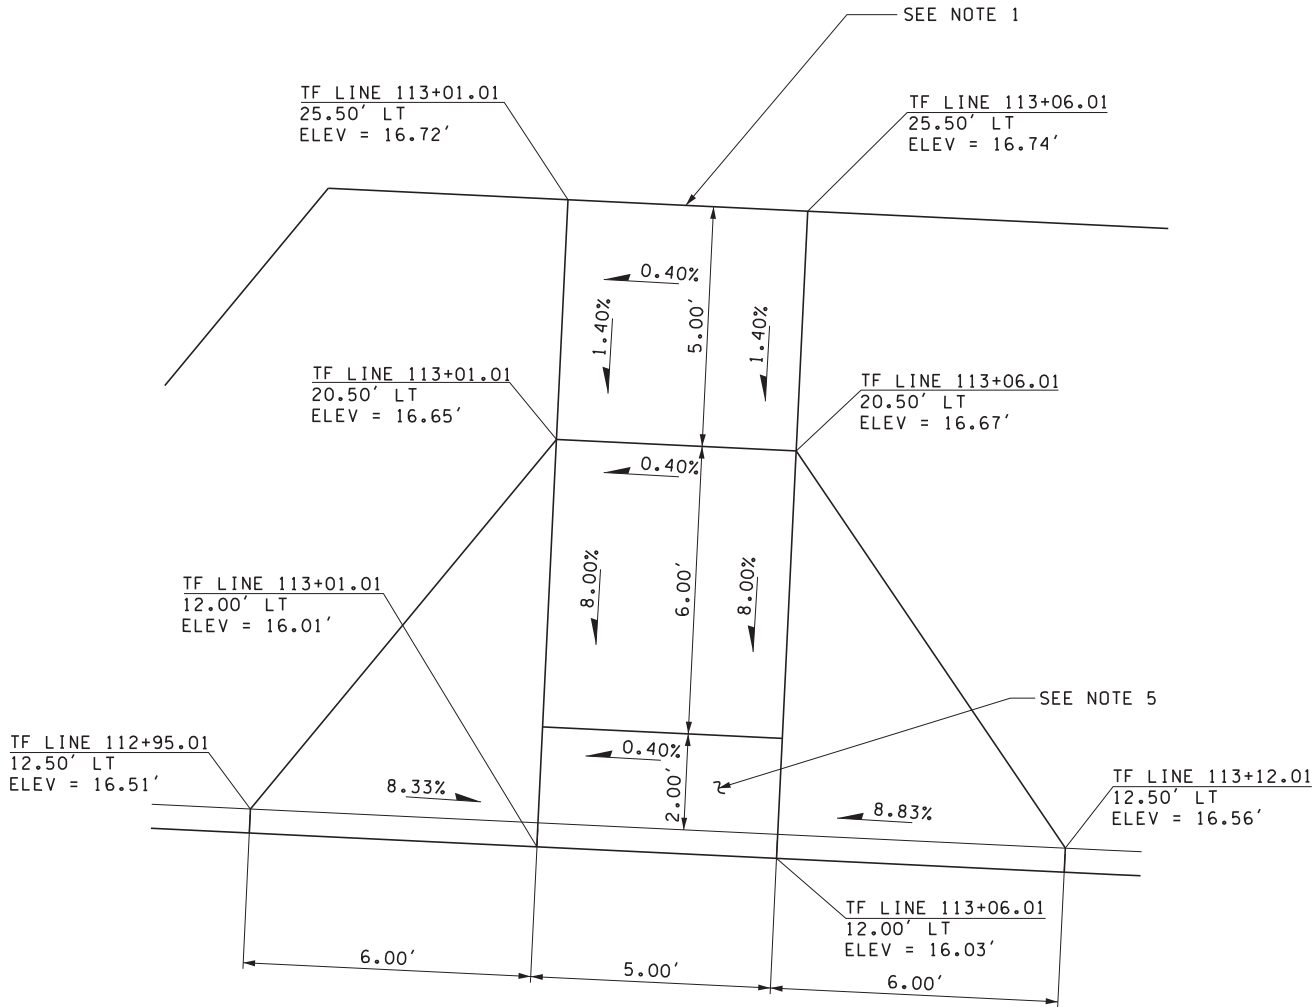 SEE NOTE 1
TF LINE 113+01.01
25.50' LT
ELEV = 16.72'
TF LINE 113+06.01
25.50' LT
ELEV = 16.74'
0.40%
1.40%
5.00'
1.40%
TF LINE 113+01.01
20.50' LT
ELEV = 16.65'
TF LINE 113+06.01
20.50' LT
ELEV = 16.67'
0.40%
8.00%
6.00'
8.00%
TF LINE 113+01.01
12.00' LT
ELEV = 16.01'
SEE NOTE 5
TF LINE 112+95.01
12.50' LT
ELEV = 16.51'
0.40%
8.33%
2.00'
8.83%
TF LINE 113+12.01
12.50' LT
ELEV = 16.56'
TF LINE 113+06.01
12.00' LT
ELEV = 16.03'
6.00'
5.00'
6.00'